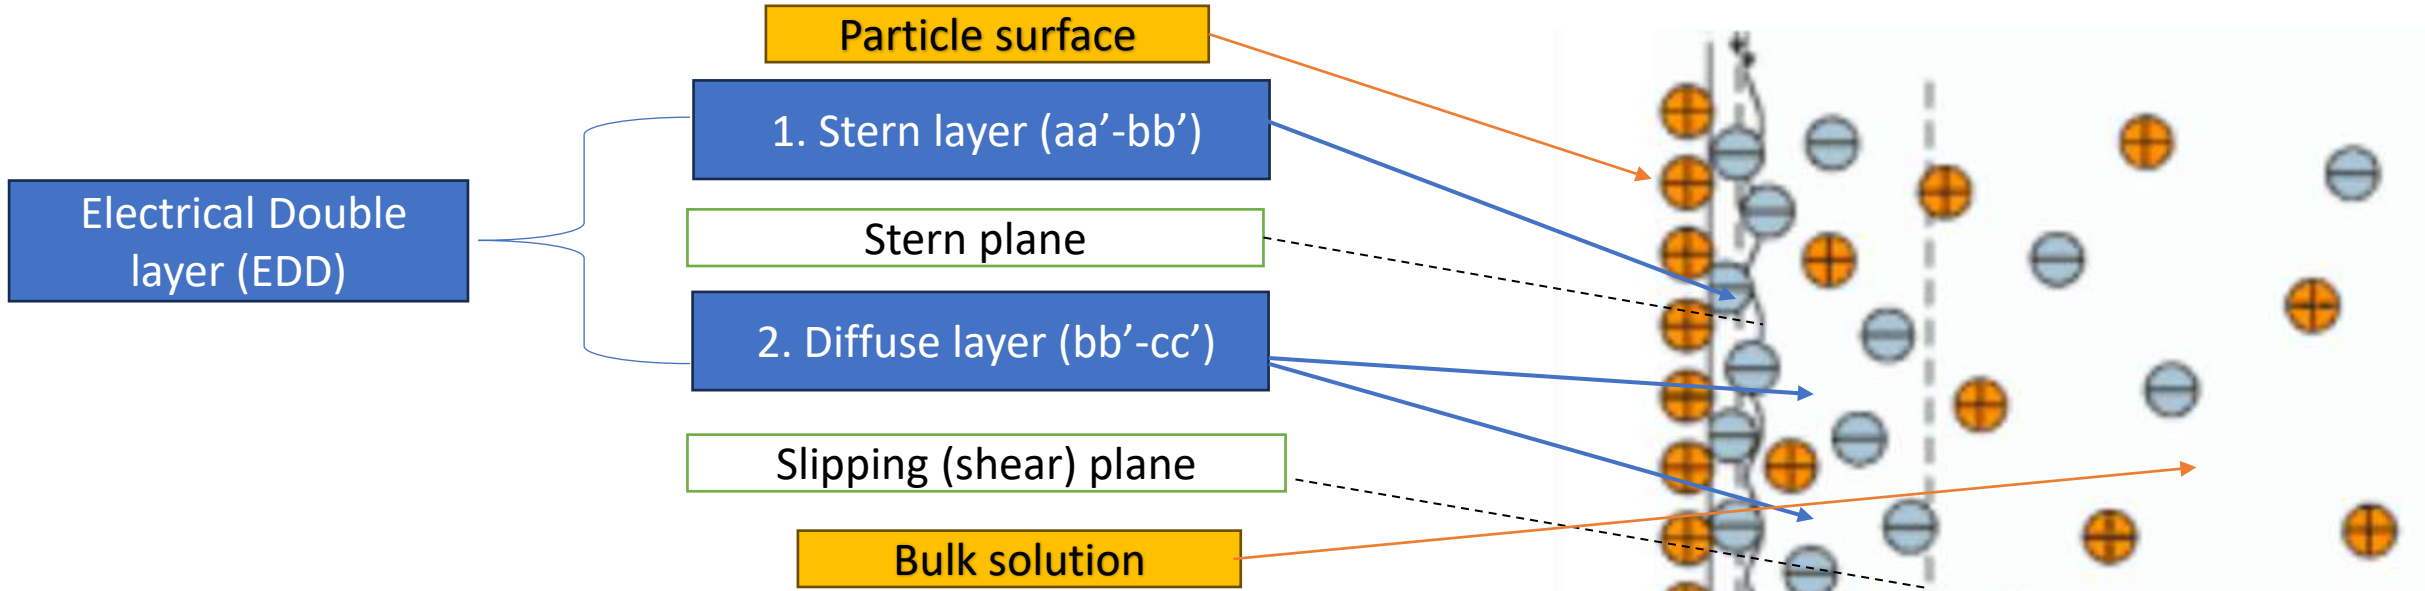 Particle surface
1. Stern layer (aa’-bb’)
Electrical Double
layer (EDD)
Stern plane
2. Diffuse layer (bb’-cc’)
Slipping (shear) plane
Bulk solution